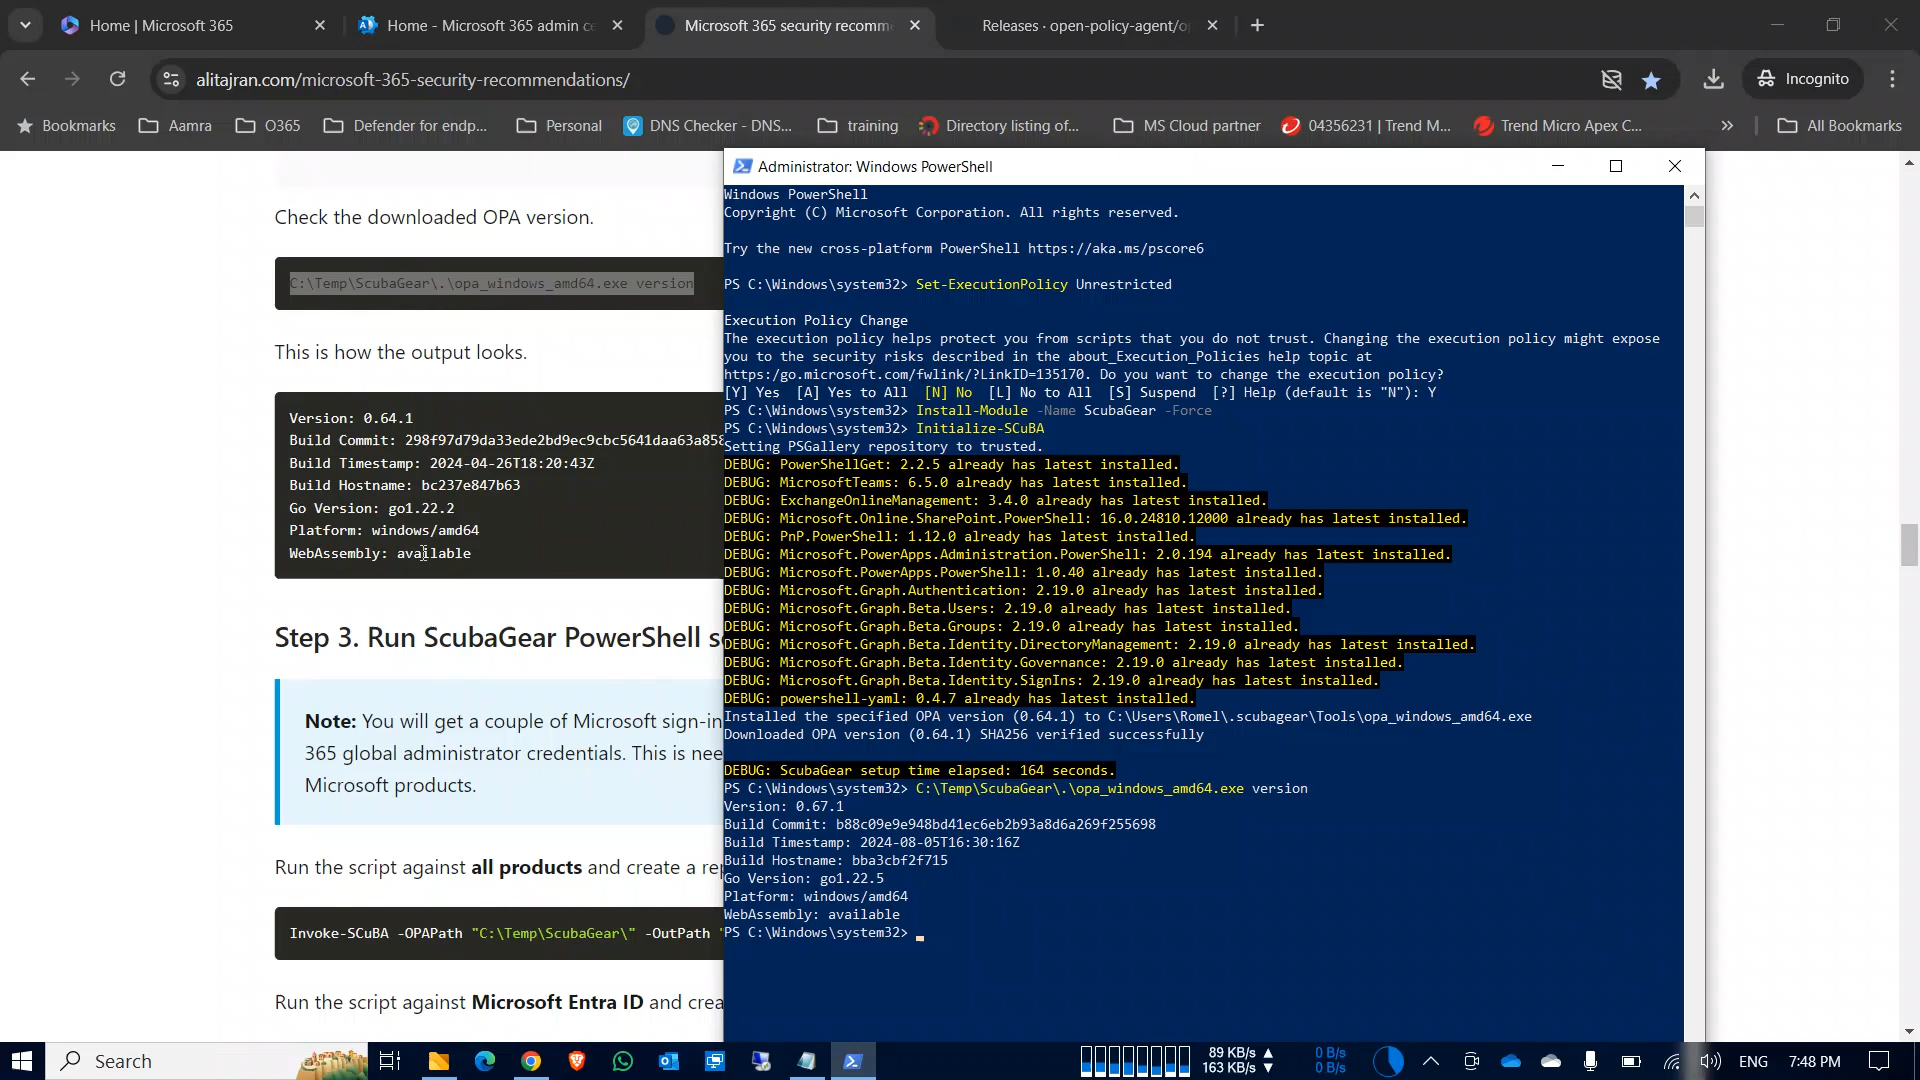 Home | Microsoft 365
Home - Microsoft 365 admin ce
Microsoft 365 security recomm
Releases · open-policy-agent/o
alitajran.com/microsoft-365-security-recommendations/
Incognito
Bookmarks
Aamra
O365
Defender for endp...
Personal
DNS Checker - DNS...
training
Directory listing of...
MS Cloud partner
04356231 | Trend M...
Trend Micro Apex C...
All Bookmarks
Check the downloaded OPA version.
C:\Temp\ScubaGear\.\opa_windows_amd64.exe version
This is how the output looks.
Version: 0.64.1
Build Commit: 298f97d79da33ede2bd9ec9cbc5641daa63a858
Build Timestamp: 2024-04-26T18:20:43Z
Build Hostname: bc237e847b63
Go Version: go1.22.2
Platform: windows/amd64
WebAssembly: available
Step 3. Run ScubaGear PowerShell s
Note: You will get a couple of Microsoft sign-in
365 global administrator credentials. This is nee
Microsoft products.
Run the script against all products and create a re
Invoke-SCuBA -OPAPath "C:\Temp\ScubaGear\" -OutPath "
Run the script against Microsoft Entra ID and crea
Administrator: Windows PowerShell
Windows PowerShell
Copyright (C) Microsoft Corporation. All rights reserved.
Try the new cross-platform PowerShell https://aka.ms/pscore6
PS C:\Windows\system32> Set-ExecutionPolicy Unrestricted
Execution Policy Change
The execution policy helps protect you from scripts that you do not trust. Changing the execution policy might expose
you to the security risks described in the about_Execution_Policies help topic at
https:/go.microsoft.com/fwlink/?LinkID=135170. Do you want to change the execution policy?
[Y] Yes  [A] Yes to All  [N] No  [L] No to All  [S] Suspend  [?] Help (default is "N"): Y
PS C:\Windows\system32> Install-Module -Name ScubaGear -Force
PS C:\Windows\system32> Initialize-SCuBA
Setting PSGallery repository to trusted.
DEBUG: PowerShellGet: 2.2.5 already has latest installed.
DEBUG: MicrosoftTeams: 6.5.0 already has latest installed.
DEBUG: ExchangeOnlineManagement: 3.4.0 already has latest installed.
DEBUG: Microsoft.Online.SharePoint.PowerShell: 16.0.24810.12000 already has latest installed.
DEBUG: PnP.PowerShell: 1.12.0 already has latest installed.
DEBUG: Microsoft.PowerApps.Administration.PowerShell: 2.0.194 already has latest installed.
DEBUG: Microsoft.PowerApps.PowerShell: 1.0.40 already has latest installed.
DEBUG: Microsoft.Graph.Authentication: 2.19.0 already has latest installed.
DEBUG: Microsoft.Graph.Beta.Users: 2.19.0 already has latest installed.
DEBUG: Microsoft.Graph.Beta.Groups: 2.19.0 already has latest installed.
DEBUG: Microsoft.Graph.Beta.Identity.DirectoryManagement: 2.19.0 already has latest installed.
DEBUG: Microsoft.Graph.Beta.Identity.Governance: 2.19.0 already has latest installed.
DEBUG: Microsoft.Graph.Beta.Identity.SignIns: 2.19.0 already has latest installed.
DEBUG: powershell-yaml: 0.4.7 already has latest installed.
Installed the specified OPA version (0.64.1) to C:\Users\Romel\.scubagear\Tools\opa_windows_amd64.exe
Downloaded OPA version (0.64.1) SHA256 verified successfully
DEBUG: ScubaGear setup time elapsed: 164 seconds.
PS C:\Windows\system32> C:\Temp\ScubaGear\.\opa_windows_amd64.exe version
Version: 0.67.1
Build Commit: b88c09e9e948bd41ec6eb2b93a8d6a269f255698
Build Timestamp: 2024-08-05T16:30:16Z
Build Hostname: bba3cbf2f715
Go Version: go1.22.5
Platform: windows/amd64
WebAssembly: available
PS C:\Windows\system32>
Search
89 KB/s
163 KB/s
0 B/s
0 B/s
ENG
7:48 PM